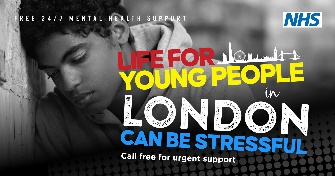 FREE 24/7 MENTAL HEALTH SUPPORT
NHS
LIFE FOR
YOUNG PEOPLE
in
LONDON
CAN BE STRESSFUL
Call free for urgent support